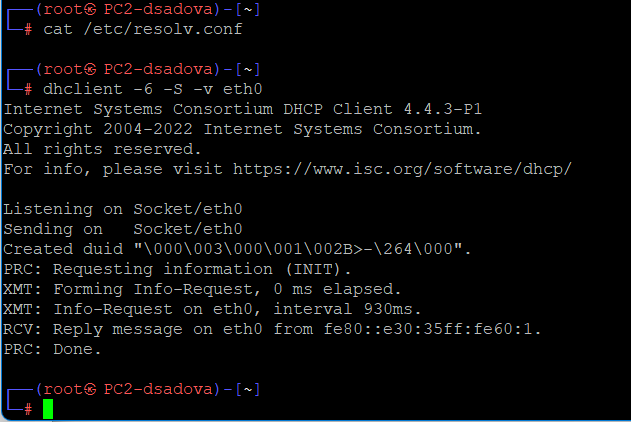 ┌──(root㉿ PC2-dsadova)-[~]
└─# cat /etc/resolv.conf

┌──(root㉿ PC2-dsadova)-[~]
└─# dhclient -6 -S -v eth0
Internet Systems Consortium DHCP Client 4.4.3-P1
Copyright 2004-2022 Internet Systems Consortium.
All rights reserved.
For info, please visit https://www.isc.org/software/dhcp/

Listening on Socket/eth0
Sending on   Socket/eth0
Created duid "\000\003\000\001\002B>-\264\000".
PRC: Requesting information (INIT).
XMT: Forming Info-Request, 0 ms elapsed.
XMT: Info-Request on eth0, interval 930ms.
RCV: Reply message on eth0 from fe80::e30:35ff:fe60:1.
PRC: Done.

┌──(root㉿ PC2-dsadova)-[~]
└─#